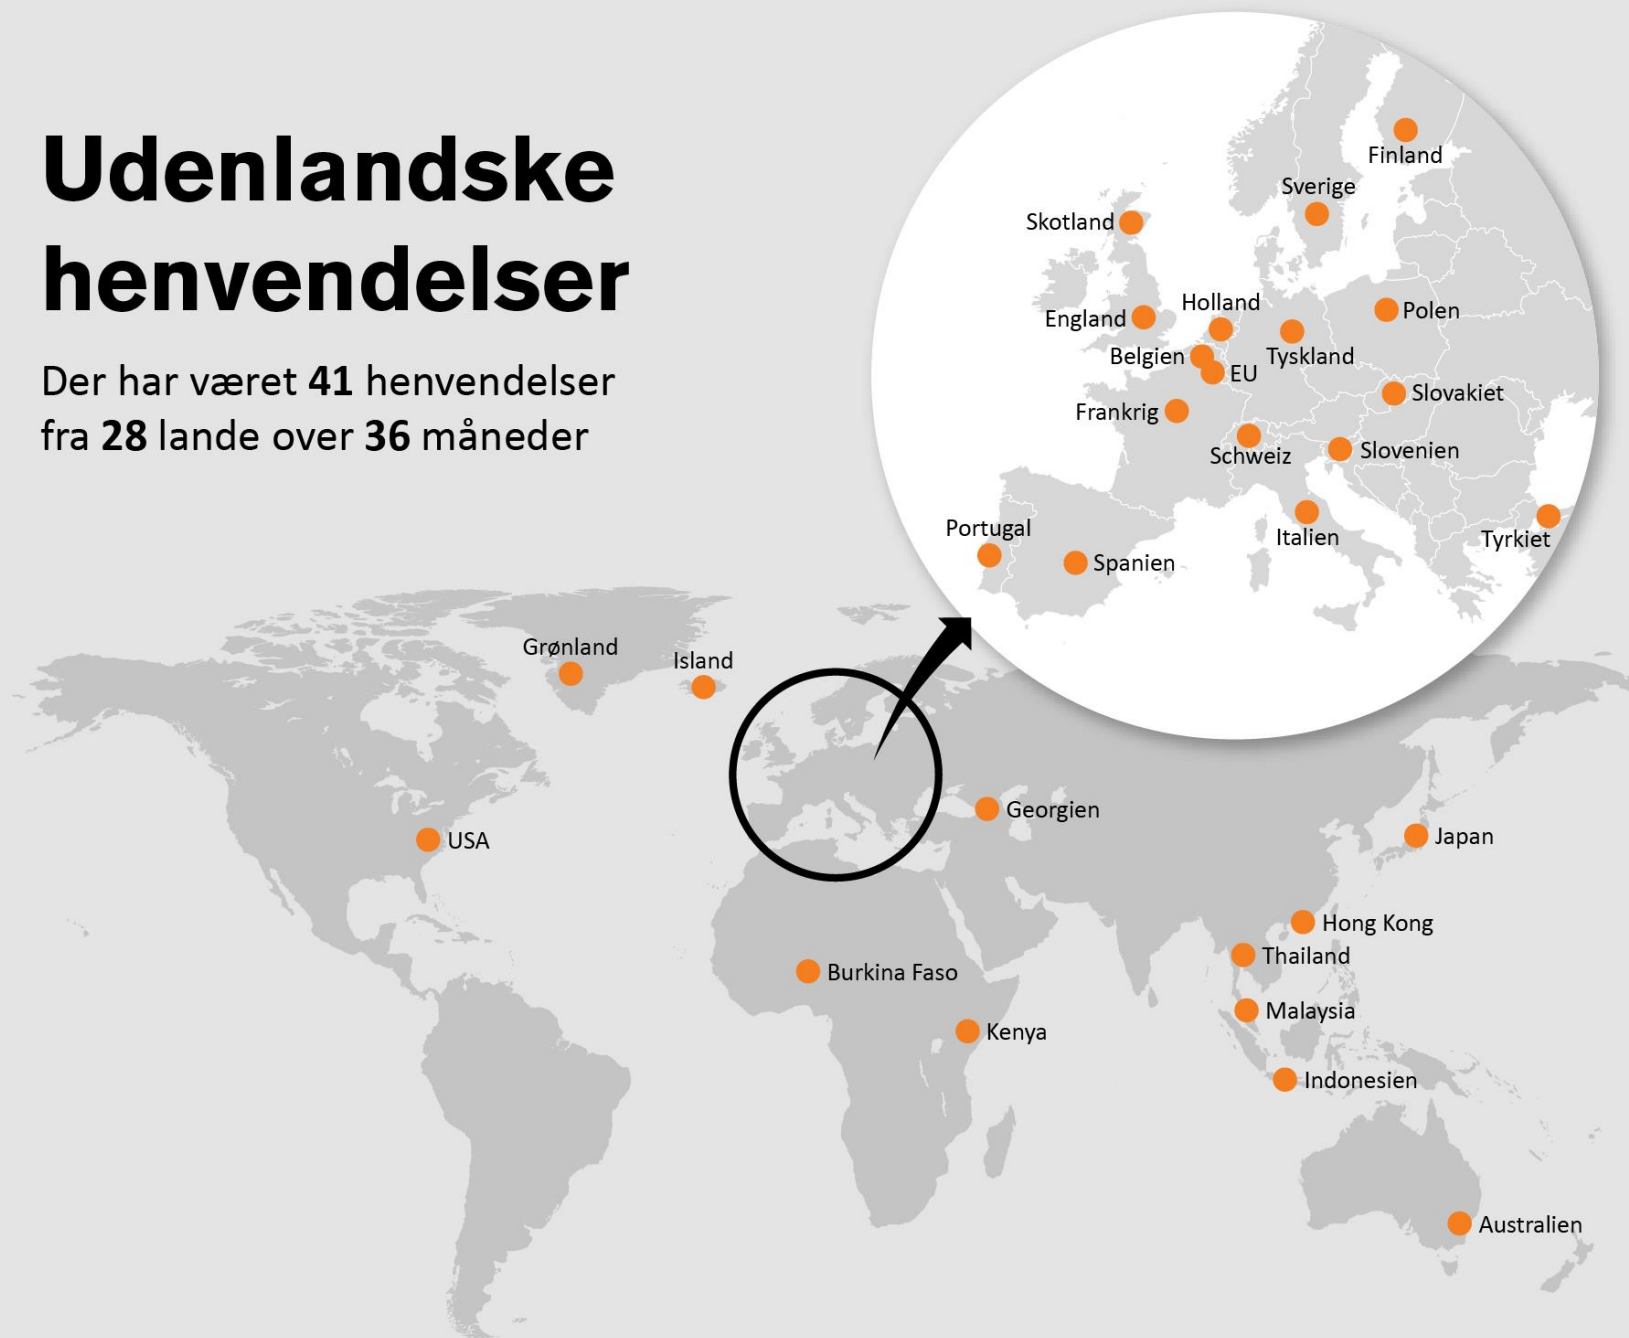 Udenlandske
henvendelser
Der har været 41 henvendelser
fra 28 lande over 36 måneder
Finland
Sverige
Skotland
Holland
Polen
England
Belgien
Tyskland
EU
Slovakiet
Frankrig
Schweiz
Slovenien
Portugal
Italien
Tyrkiet
Spanien
Grønland
Island
Georgien
USA
Japan
Hong Kong
Thailand
Burkina Faso
Malaysia
Kenya
Indonesien
Australien